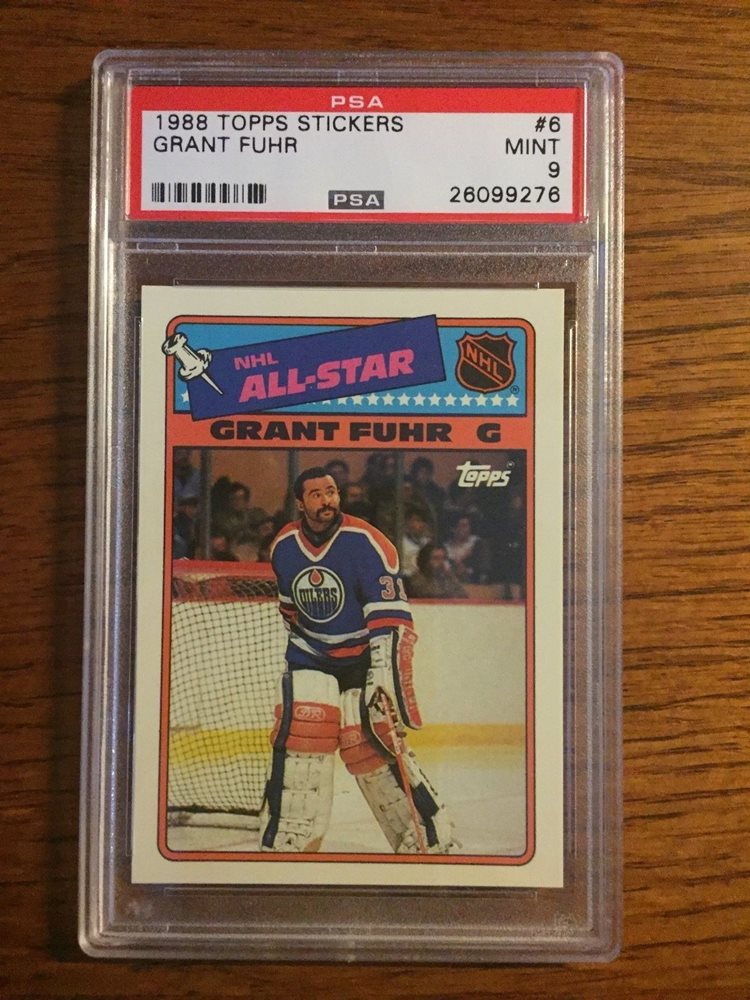 PSA
1988 TOPPS STICKERS #6
GRANT FUHR MINT
9
PSA 26099276
NHL
ALL-STAR
NHL
GRANT FUHR G
topps
OILERS
31